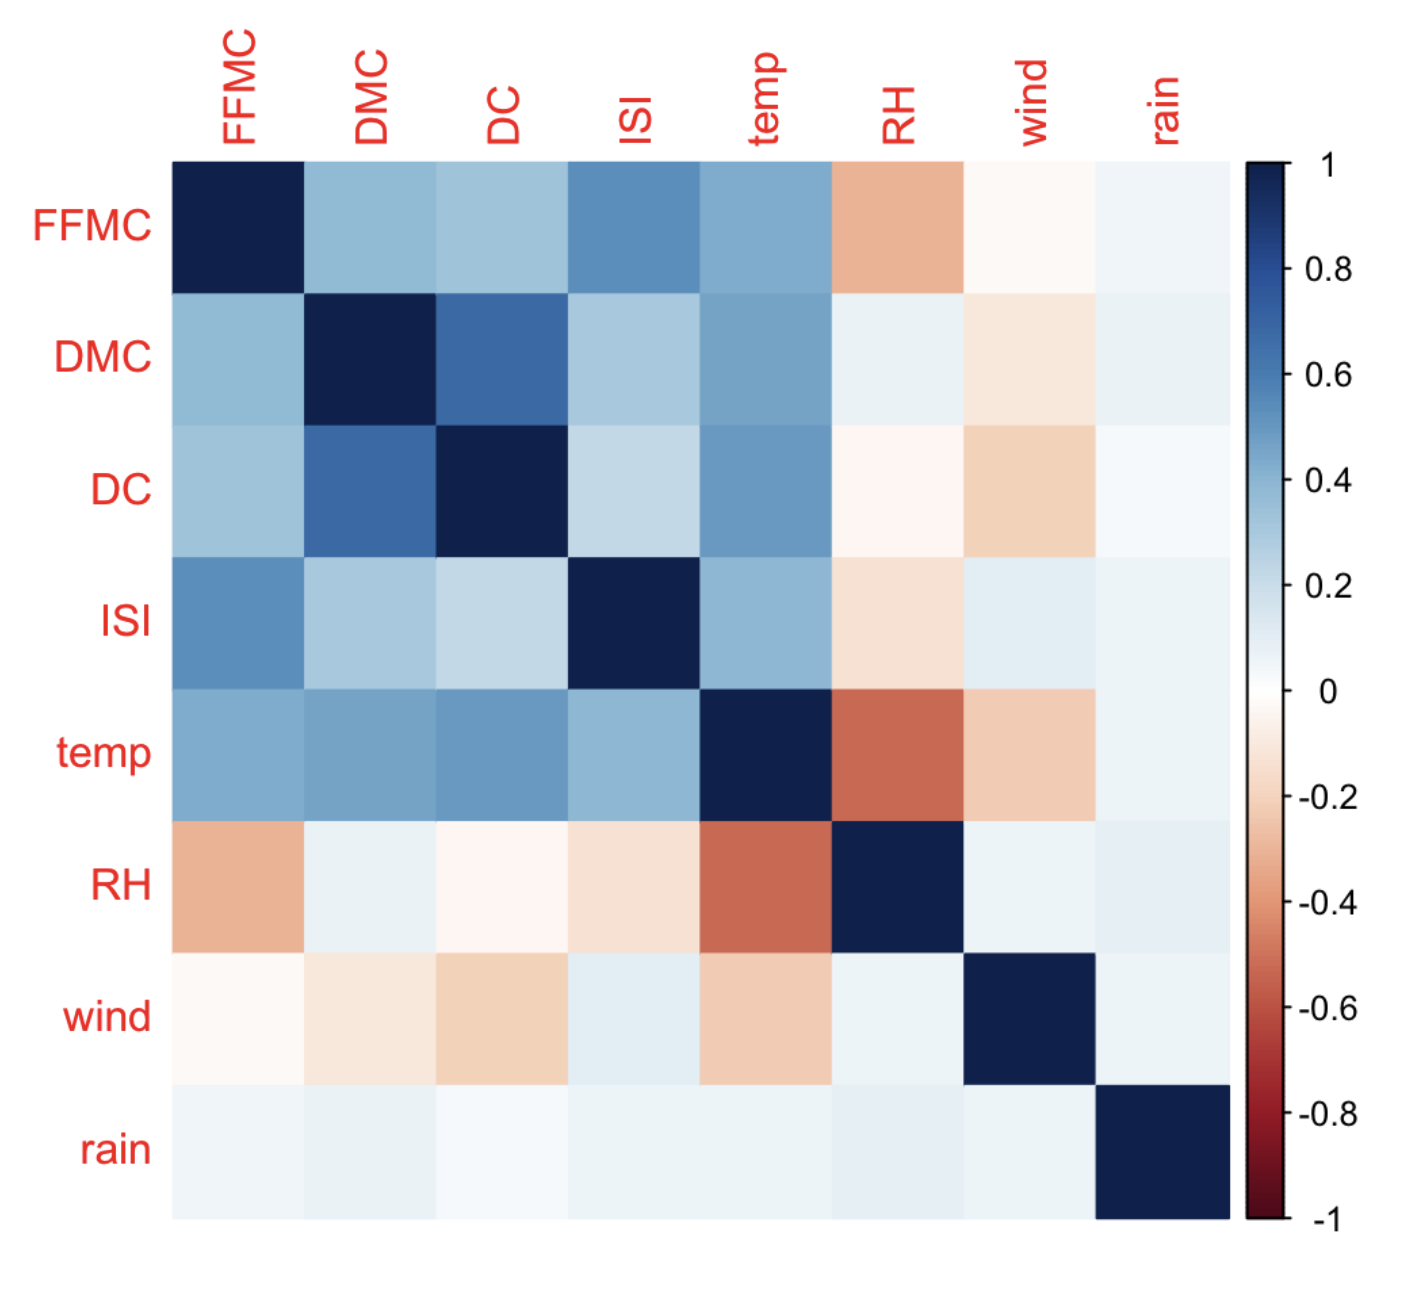 FFMC DMC DC ISI temp RH wind rain
FFMC
DMC
DC
ISI
temp
RH
wind
rain
1
0.8
0.6
0.4
0.2
0
-0.2
-0.4
-0.6
-0.8
-1